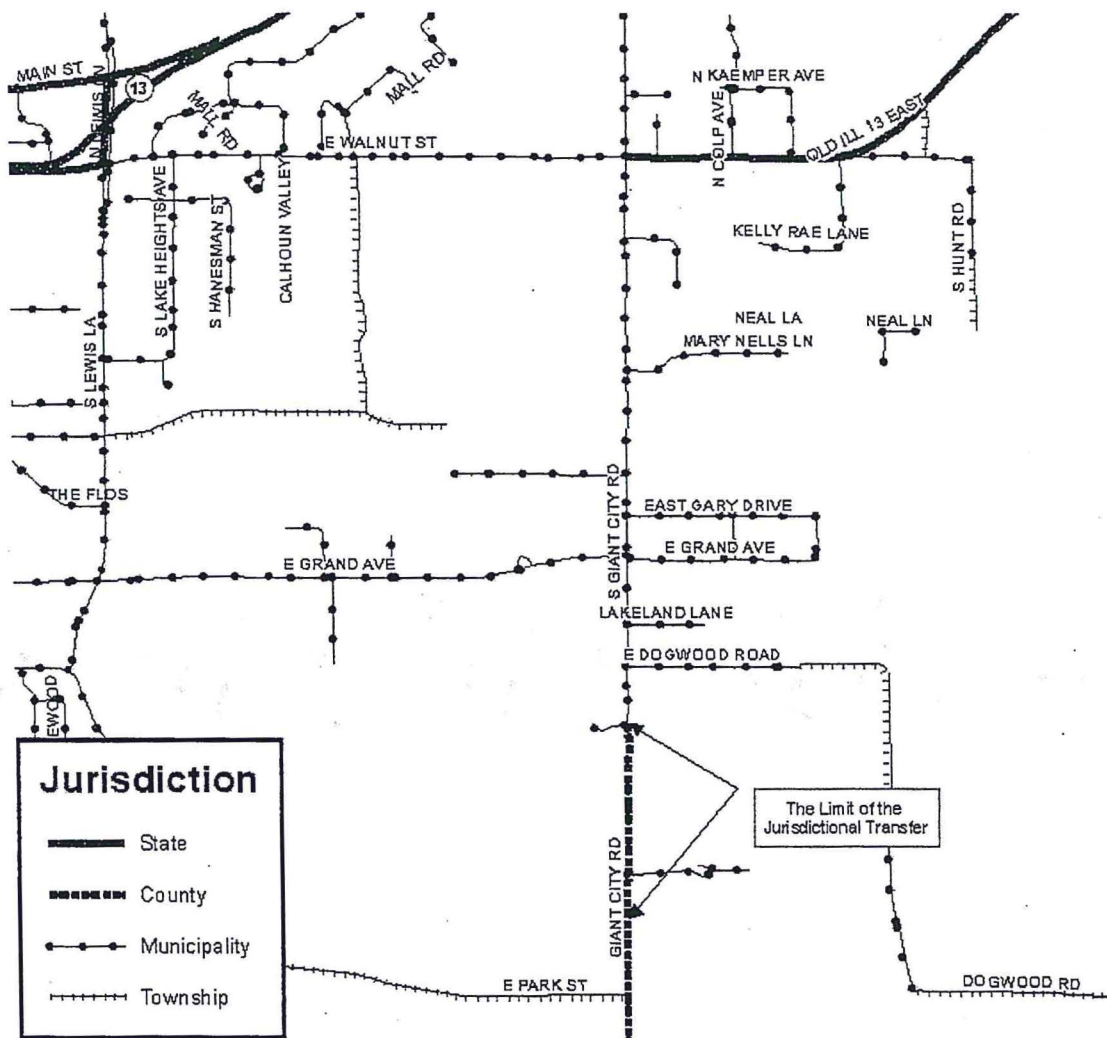 MAIN ST
13
N LEWIS LN
MALL RD
MALL RD
N KAEMPER AVE
N COLP AVE
OLD ILL 13 EAST
E WALNUT ST
S LAKE HEIGHTS AVE
S HANESMAN ST
CALHOUN VALLEY
KELLY RAE LANE
S HUNT RD
S LEWIS LA
NEAL LA
NEAL LN
MARY NELLS LN
THE FLOS
S GIANT CITY RD
EAST GARY DRIVE
E GRAND AVE
E GRAND AVE
LAKELAND LANE
E DOGWOOD ROAD
EWOOD
Jurisdiction
State
County
Municipality
Township
The Limit of the
Jurisdictional Transfer
GIANT CITY RD
E PARK ST
DOGWOOD RD